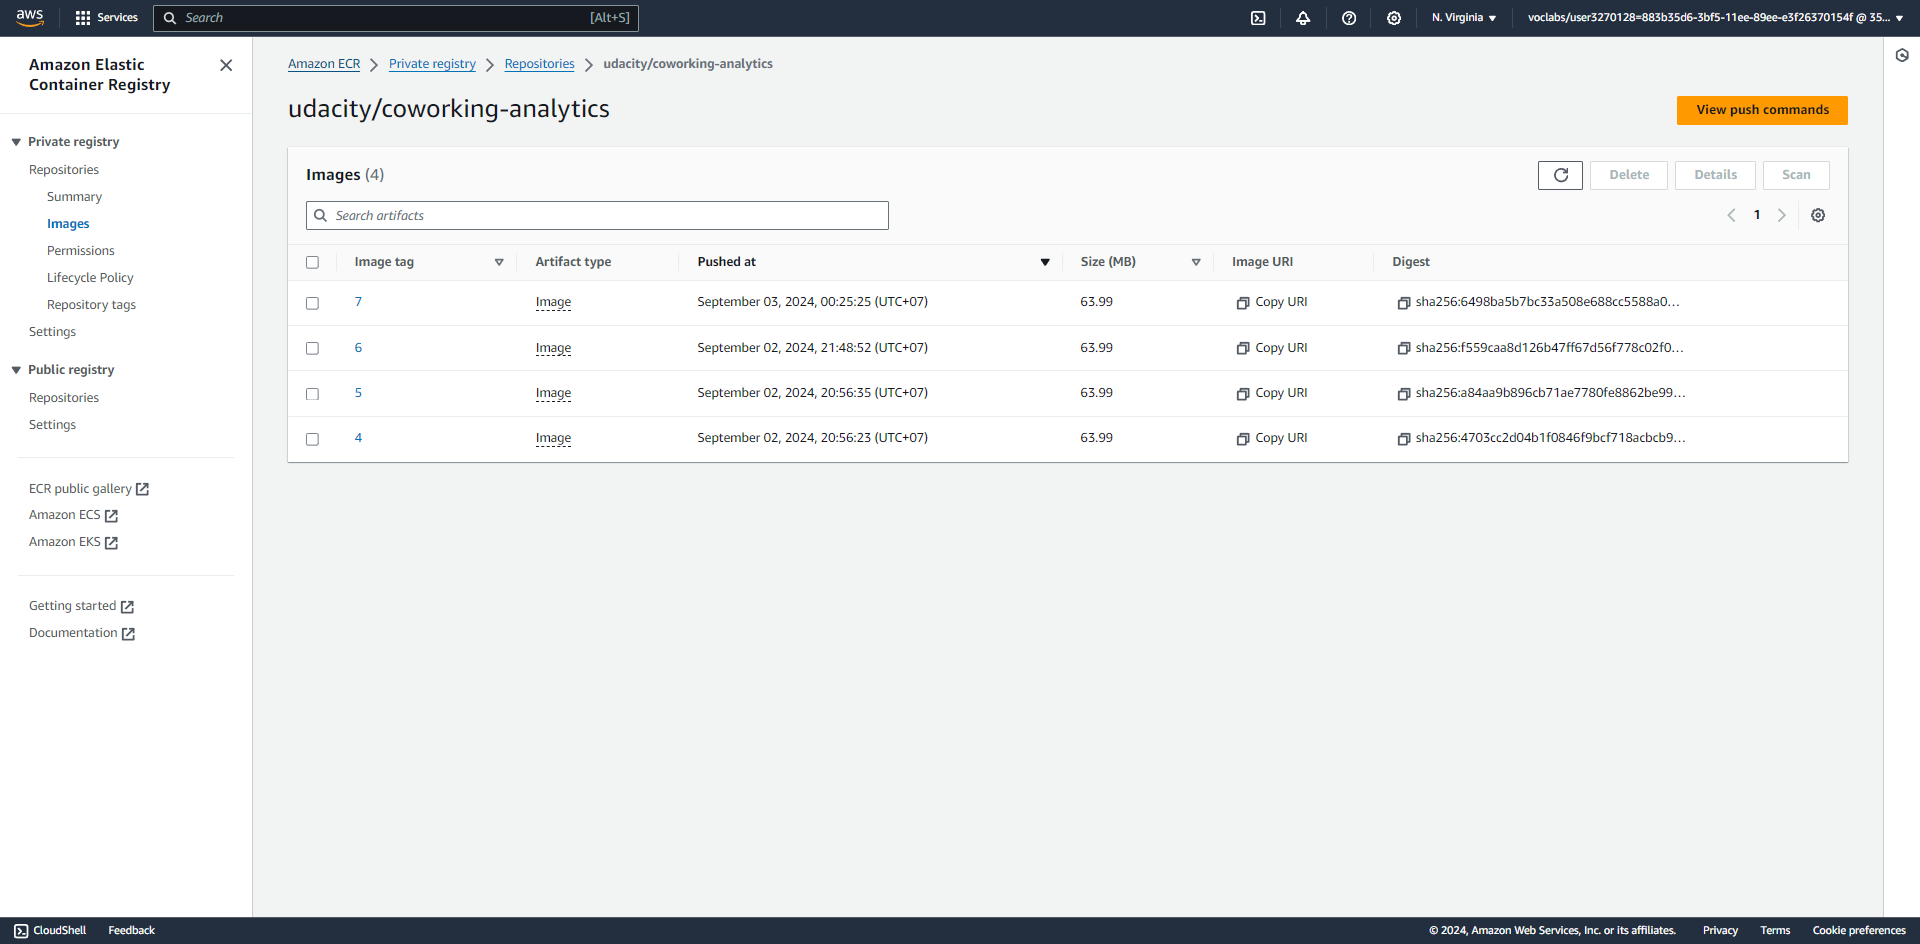 aws
Services
Search
[Alt+S]
N. Virginia
voclabs/user3270128=883b35d6-3bf5-11ee-89ee-e3f26370154f @ 35...
Amazon Elastic
Container Registry
Private registry
Repositories
Summary
Images
Permissions
Lifecycle Policy
Repository tags
Settings
Public registry
Repositories
Settings
ECR public gallery
Amazon ECS
Amazon EKS
Getting started
Documentation
Amazon ECR
Private registry
Repositories
udacity/coworking-analytics
udacity/coworking-analytics
View push commands
Images (4)
Delete
Details
Scan
Search artifacts
1
Image tag Artifact type Pushed at Size (MB) Image URI Digest
7 Image September 03, 2024, 00:25:25 (UTC+07) 63.99 Copy URI sha256:6498ba5b7bc33a508e688cc5588a0...
6 Image September 02, 2024, 21:48:52 (UTC+07) 63.99 Copy URI sha256:f559caa8d126b47ff67d56f778c02f0...
5 Image September 02, 2024, 20:56:35 (UTC+07) 63.99 Copy URI sha256:a84aa9b896cb71ae7780fe8862be99...
4 Image September 02, 2024, 20:56:23 (UTC+07) 63.99 Copy URI sha256:4703cc2d04b1f0846f9bcf718acbcb9...
CloudShell
Feedback
© 2024, Amazon Web Services, Inc. or its affiliates.
Privacy
Terms
Cookie preferences